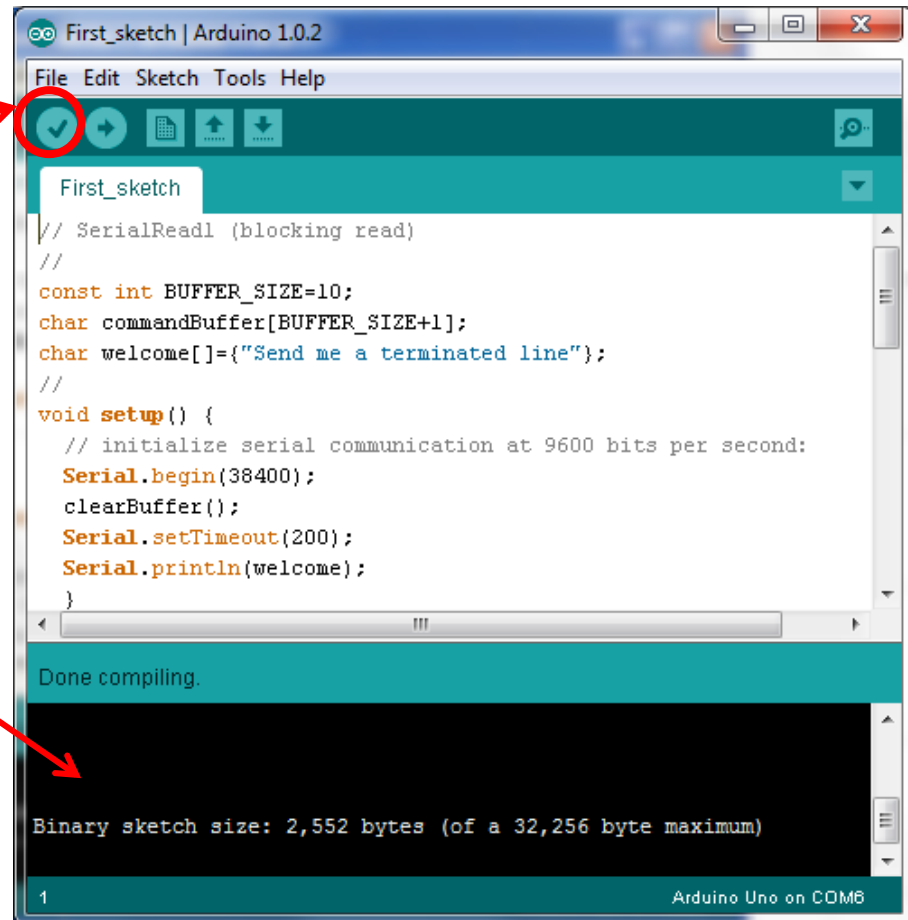 First_sketch | Arduino 1.0.2
File Edit Sketch Tools Help
First_sketch
// SerialRead1 (blocking read)
//
const int BUFFER_SIZE=10;
char commandBuffer[BUFFER_SIZE+1];
char welcome[]={"Send me a terminated line"};
//
void setup() {
// initialize serial communication at 9600 bits per second:
Serial.begin(38400);
clearBuffer();
Serial.setTimeout(200);
Serial.println(welcome);
}
Done compiling.
Binary sketch size: 2,552 bytes (of a 32,256 byte maximum)
1 Arduino Uno on COM6